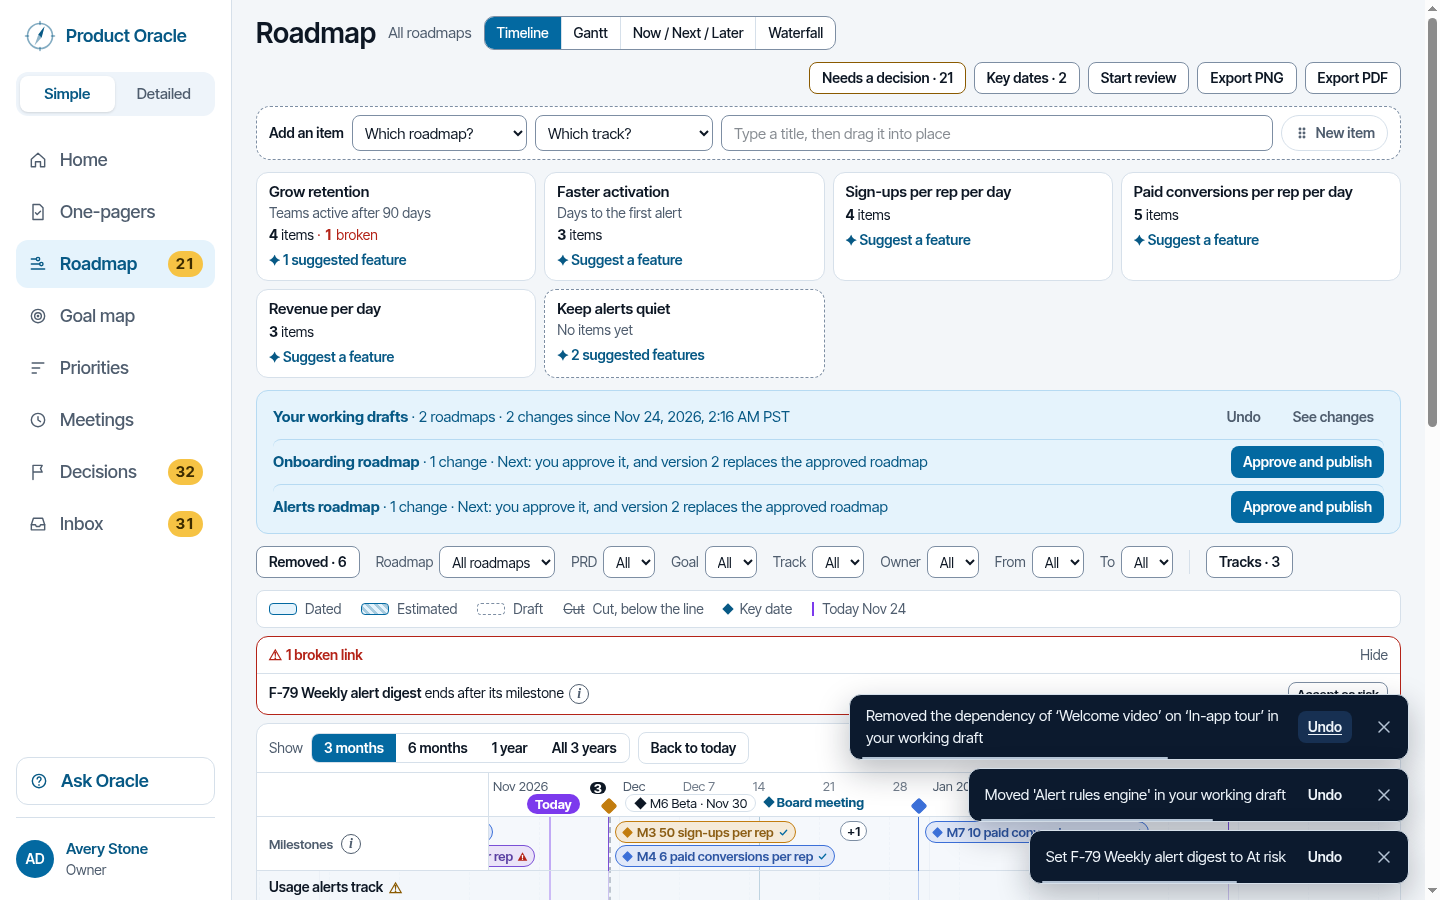 Product Oracle
Simple
Detailed
Home
One-pagers
Roadmap 21
Goal map
Priorities
Meetings
Decisions 32
Inbox 31
Ask Oracle
AD
Avery Stone
Owner
Roadmap All roadmaps Timeline Gantt Now / Next / Later Waterfall
Needs a decision · 21 Key dates · 2 Start review Export PNG Export PDF
Add an item Which roadmap? Which track? Type a title, then drag it into place New item
Grow retention
Teams active after 90 days
4 items · 1 broken
1 suggested feature
Faster activation
Days to the first alert
3 items
Suggest a feature
Sign-ups per rep per day
4 items
Suggest a feature
Paid conversions per rep per day
5 items
Suggest a feature
Revenue per day
3 items
Suggest a feature
Keep alerts quiet
No items yet
2 suggested features
Your working drafts · 2 roadmaps · 2 changes since Nov 24, 2026, 2:16 AM PST Undo See changes
Onboarding roadmap · 1 change · Next: you approve it, and version 2 replaces the approved roadmap Approve and publish
Alerts roadmap · 1 change · Next: you approve it, and version 2 replaces the approved roadmap Approve and publish
Removed · 6 Roadmap All roadmaps PRD All Goal All Track All Owner All From All To All Tracks · 3
Dated Estimated Draft Cut Cut, below the line Key date Today Nov 24
1 broken link Hide
F-79 Weekly alert digest ends after its milestone i
Removed the dependency of ‘Welcome video’ on ‘In-app tour’ in
your working draft
Undo
Show 3 months 6 months 1 year All 3 years Back to today
Nov 2026 3 Dec Dec 7 14 21 28 Jan
Today M6 Beta · Nov 30 Board meeting
Moved 'Alert rules engine' in your working draft Undo
Milestones i
M3 50 sign-ups per rep +1 M7 10 paid
rep M4 6 paid conversions per rep
Set F-79 Weekly alert digest to At risk Undo
Usage alerts track